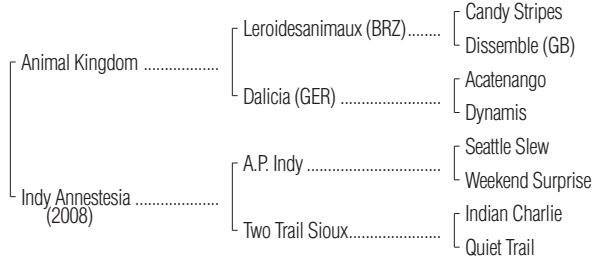 Candy Stripes
Leroidesanimaux (BRZ)........
Dissemble (GB)
Animal Kingdom ..................
Acatenango
Dalicia (GER) ........................
Dynamis
Seattle Slew
A.P. Indy ................................
Weekend Surprise
Indy Annestesia ....................
(2008)
Indian Charlie
Two Trail Sioux......................
Quiet Trail